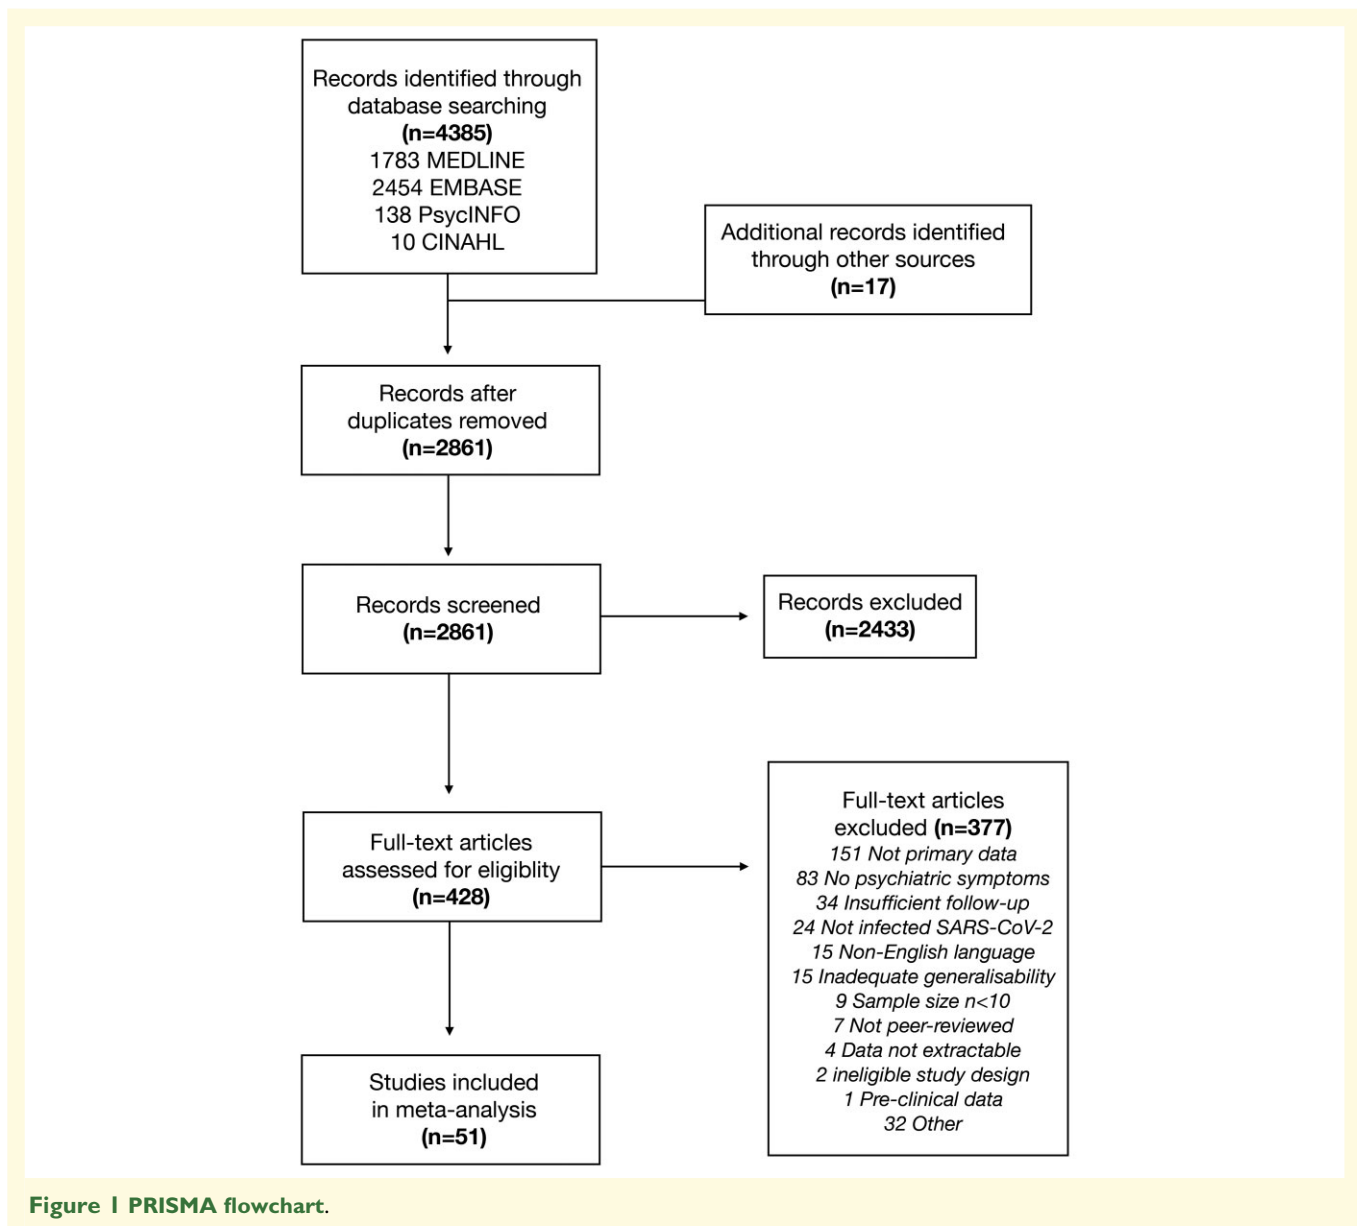 Records identified through
database searching
(n=4385)
1783 MEDLINE
2454 EMBASE
138 PsycINFO
10 CINAHL
Additional records identified
through other sources
(n=17)
Records after
duplicates removed
(n=2861)
Records screened
(n=2861)
Records excluded
(n=2433)
Full-text articles
assessed for eligiblity
(n=428)
Full-text articles
excluded (n=377)
151 Not primary data
83 No psychiatric symptoms
34 Insufficient follow-up
24 Not infected SARS-CoV-2
15 Non-English language
15 Inadequate generalisability
9 Sample size n<10
7 Not peer-reviewed
4 Data not extractable
2 ineligible study design
1 Pre-clinical data
32 Other
Studies included
in meta-analysis
(n=51)
Figure 1 PRISMA flowchart.